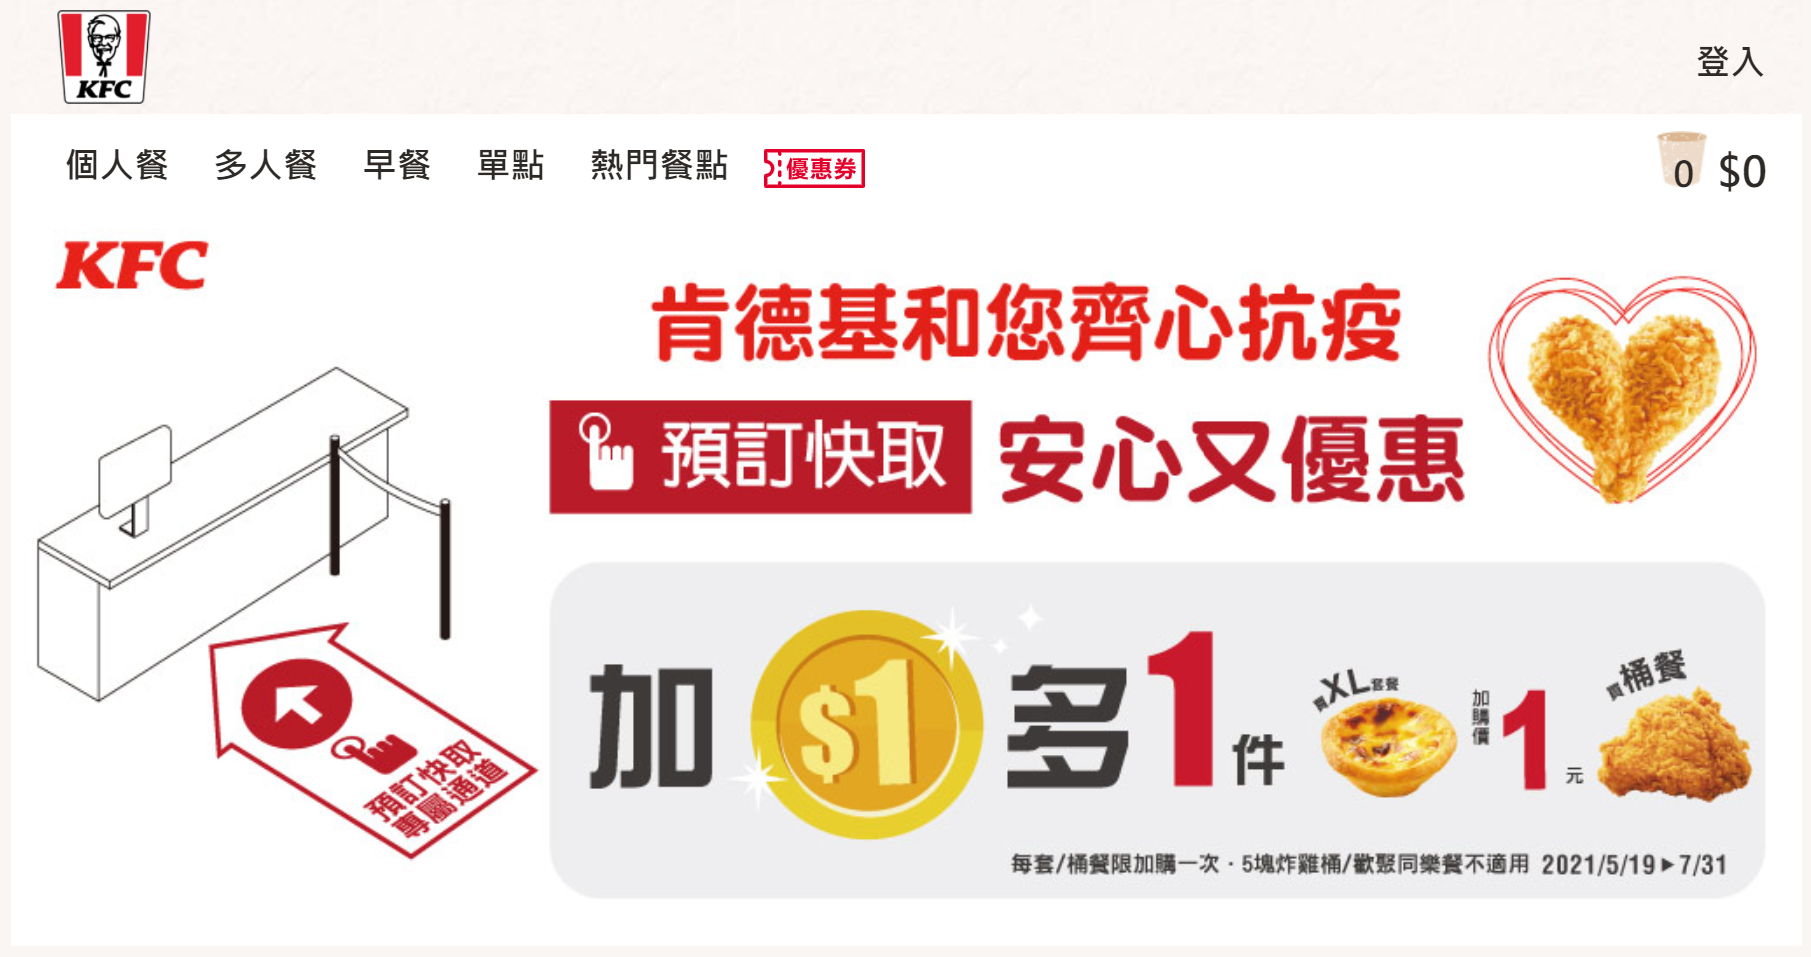 KFC
登入
個人餐 多人餐 早餐 單點 熱門餐點 優惠券
0 $0
KFC
肯德基和您齊心抗疫
預訂快取 安心又優惠
預訂快取
專屬通道
加 $1 多 1 件
買XL套餐
加購價 1 元
買桶餐
每套/桶餐限加購一次・5塊炸雞桶/歡聚同樂餐不適用 2021/5/19▶7/31